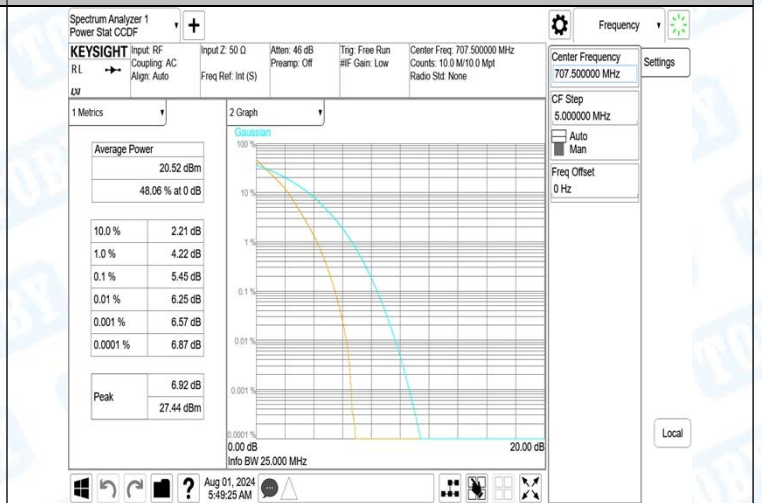 Spectrum Analyzer 1
Power Stat CCDF
Frequency
KEYSIGHT
RL
LXI
Input: RF
Coupling: AC
Align: Auto
Input Z: 50 Ω
Freq Ref: Int (S)
Atten: 46 dB
Preamp: Off
Trig: Free Run
#IF Gain: Low
Center Freq: 707.500000 MHz
Counts: 10.0 M/10.0 Mpt
Radio Std: None
Center Frequency
707.500000 MHz
Settings
CF Step
5.000000 MHz
Auto
Man
Freq Offset
0 Hz
1 Metrics
Average Power
20.52 dBm
48.06 % at 0 dB
10.0 % 2.21 dB
1.0 % 4.22 dB
0.1 % 5.45 dB
0.01 % 6.25 dB
0.001 % 6.57 dB
0.0001 % 6.87 dB
Peak 6.92 dB
27.44 dBm
2 Graph
Gaussian
100 %
10 %
1 %
0.1 %
0.01 %
0.001 %
0.0001 %
0.00 dB 20.00 dB
Info BW 25.000 MHz
Local
?
Aug 01, 2024
5:49:25 AM
TOBY